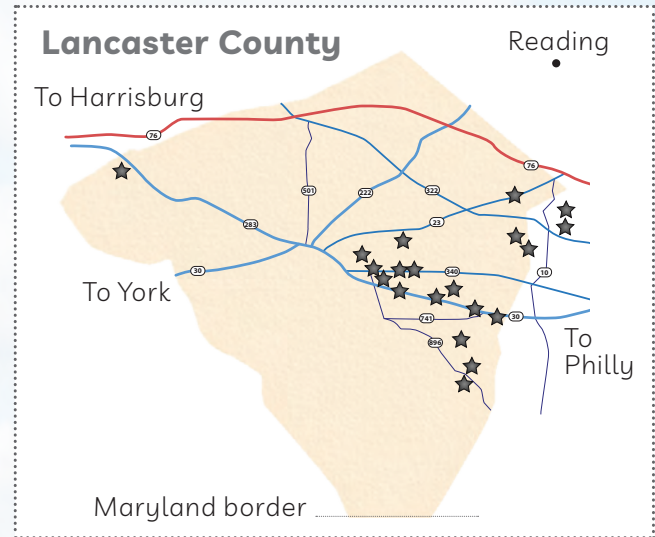 Lancaster County
Reading
To Harrisburg
76
76
501
222
322
23
283
30
To York
340
10
741
30
896
To
Philly
Maryland border